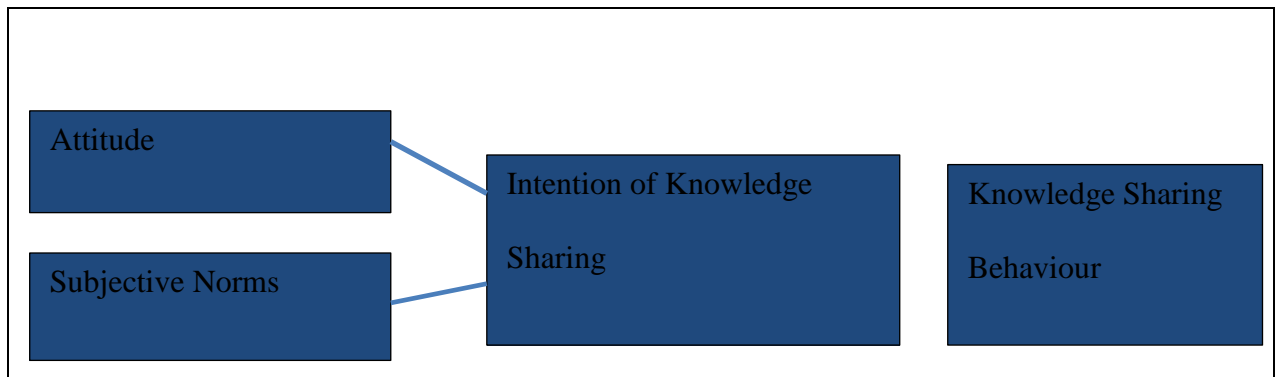 Attitude
Subjective Norms
Intention of Knowledge
Sharing
Knowledge Sharing
Behaviour